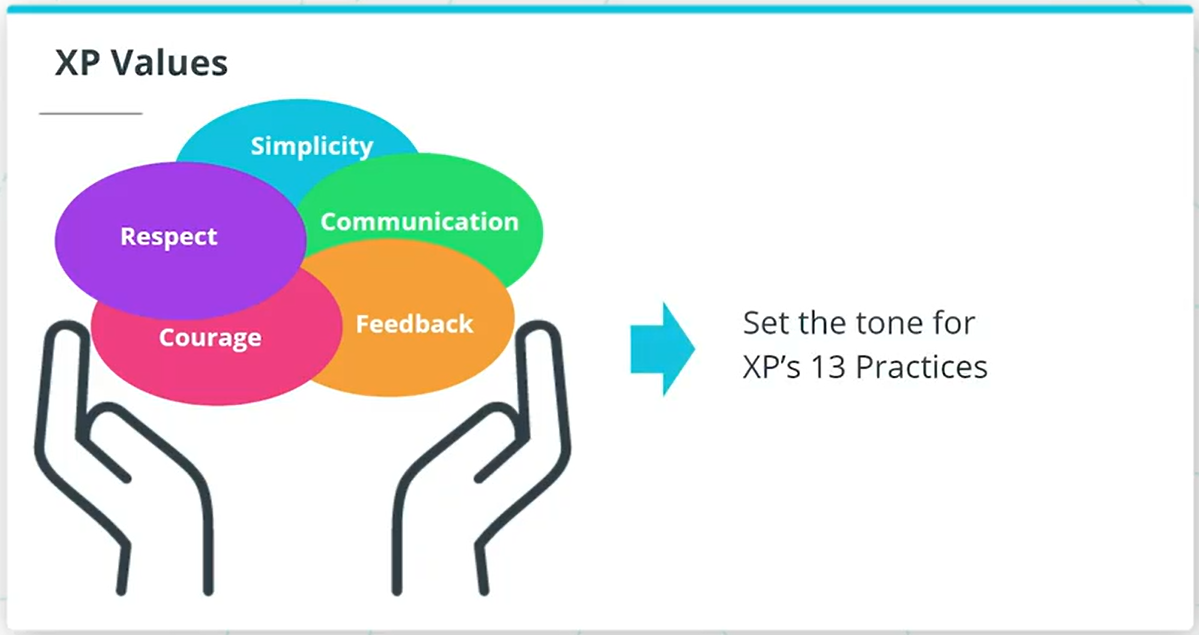 XP Values
Simplicity
Communication
Respect
Feedback
Courage
Set the tone for
XP’s 13 Practices